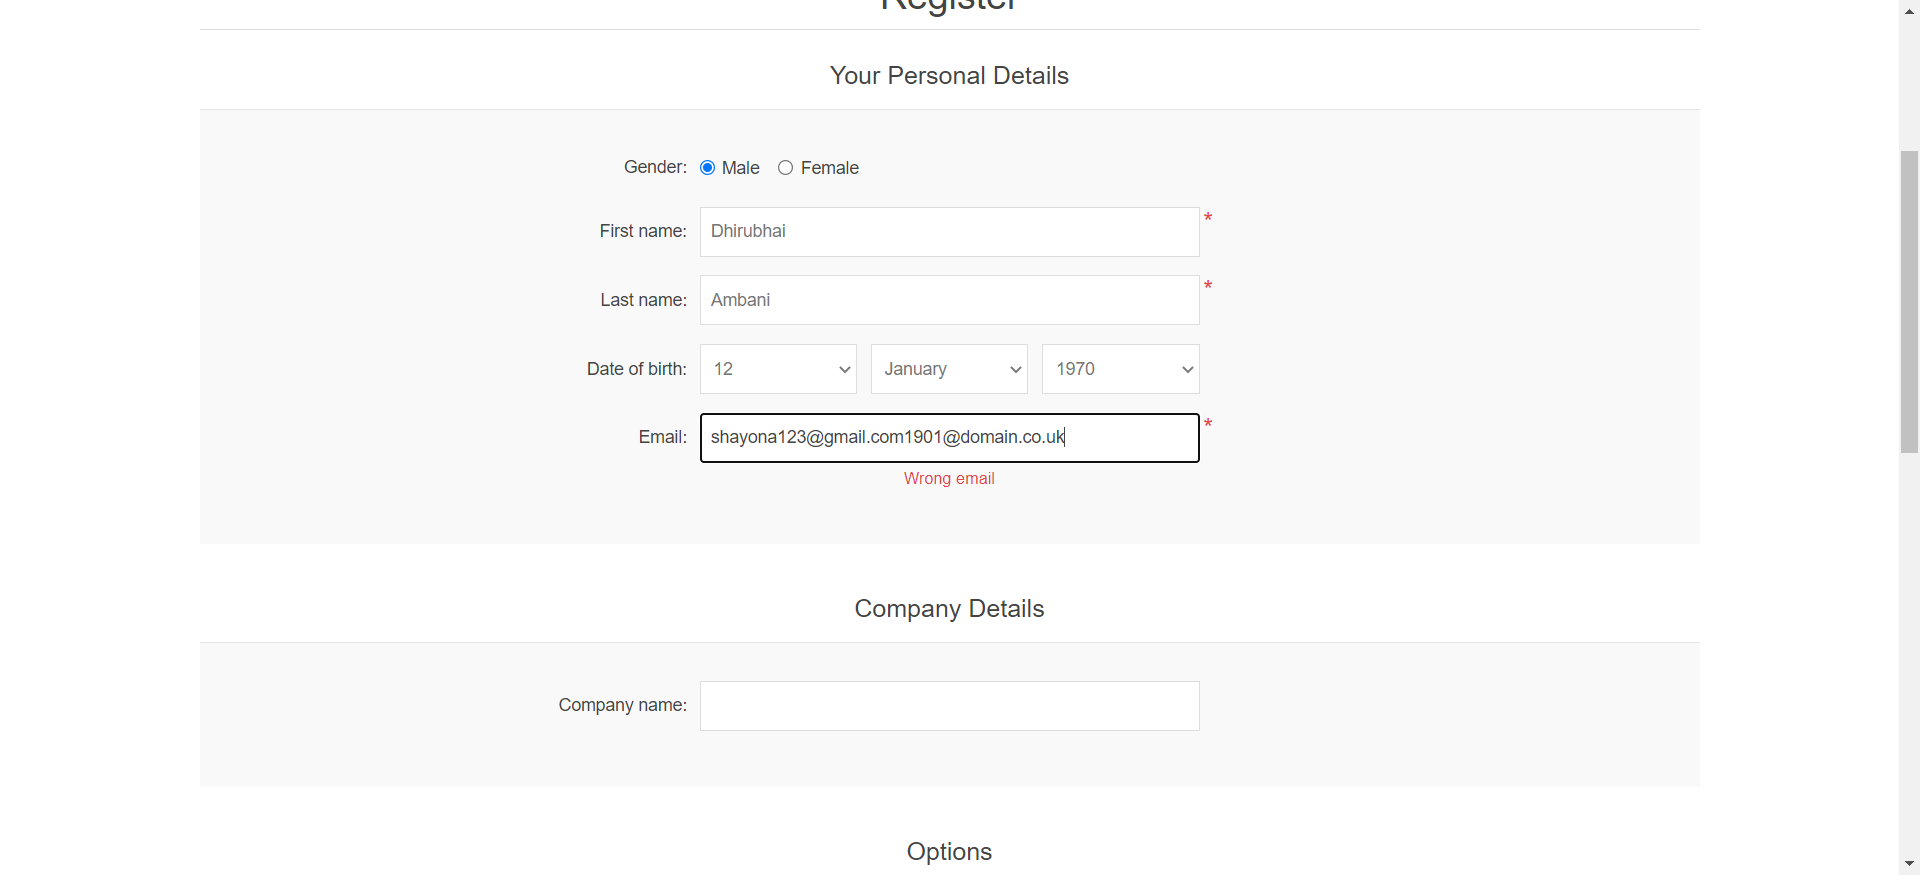 Register
Your Personal Details
Gender: Male Female
First name: Dhirubhai *
Last name: Ambani *
Date of birth: 12 January 1970
Email: shayona123@gmail.com1901@domain.co.uk *
Wrong email
Company Details
Company name:
Options